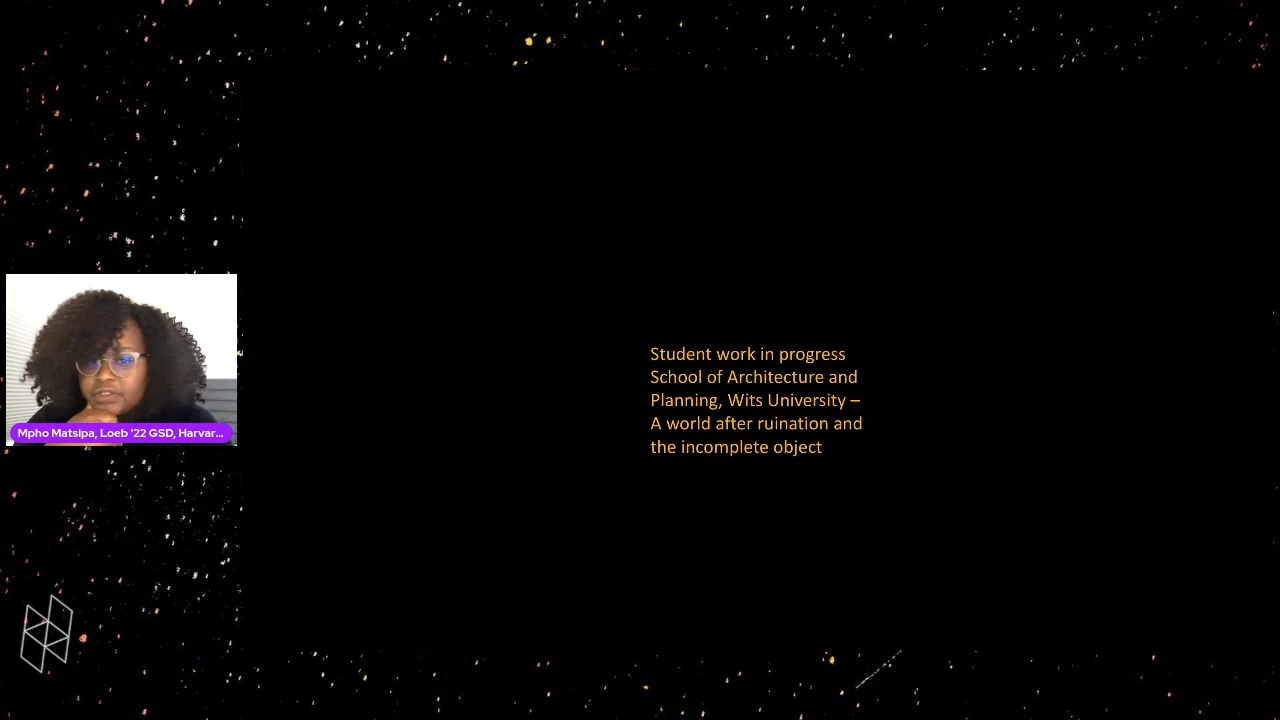 Mpho Matsipa, Loeb '22 GSD, Harvar...
Student work in progress
School of Architecture and
Planning, Wits University –
A world after ruination and
the incomplete object